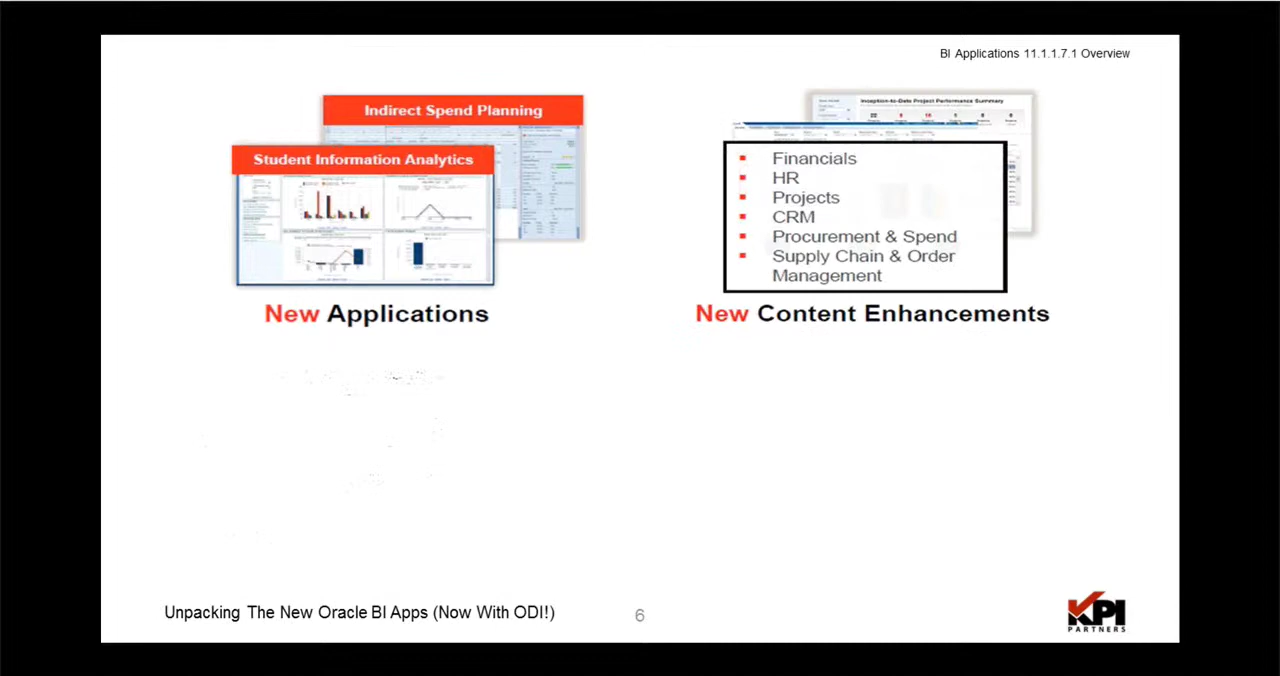 BI Applications 11.1.1.7.1 Overview
Indirect Spend Planning
Student Information Analytics
New Applications
Inception-to-Date Project Performance Summary
Financials
HR
Projects
CRM
Procurement & Spend
Supply Chain & Order
Management
New Content Enhancements
Unpacking The New Oracle BI Apps (Now With ODI!)
6
KPI
PARTNERS